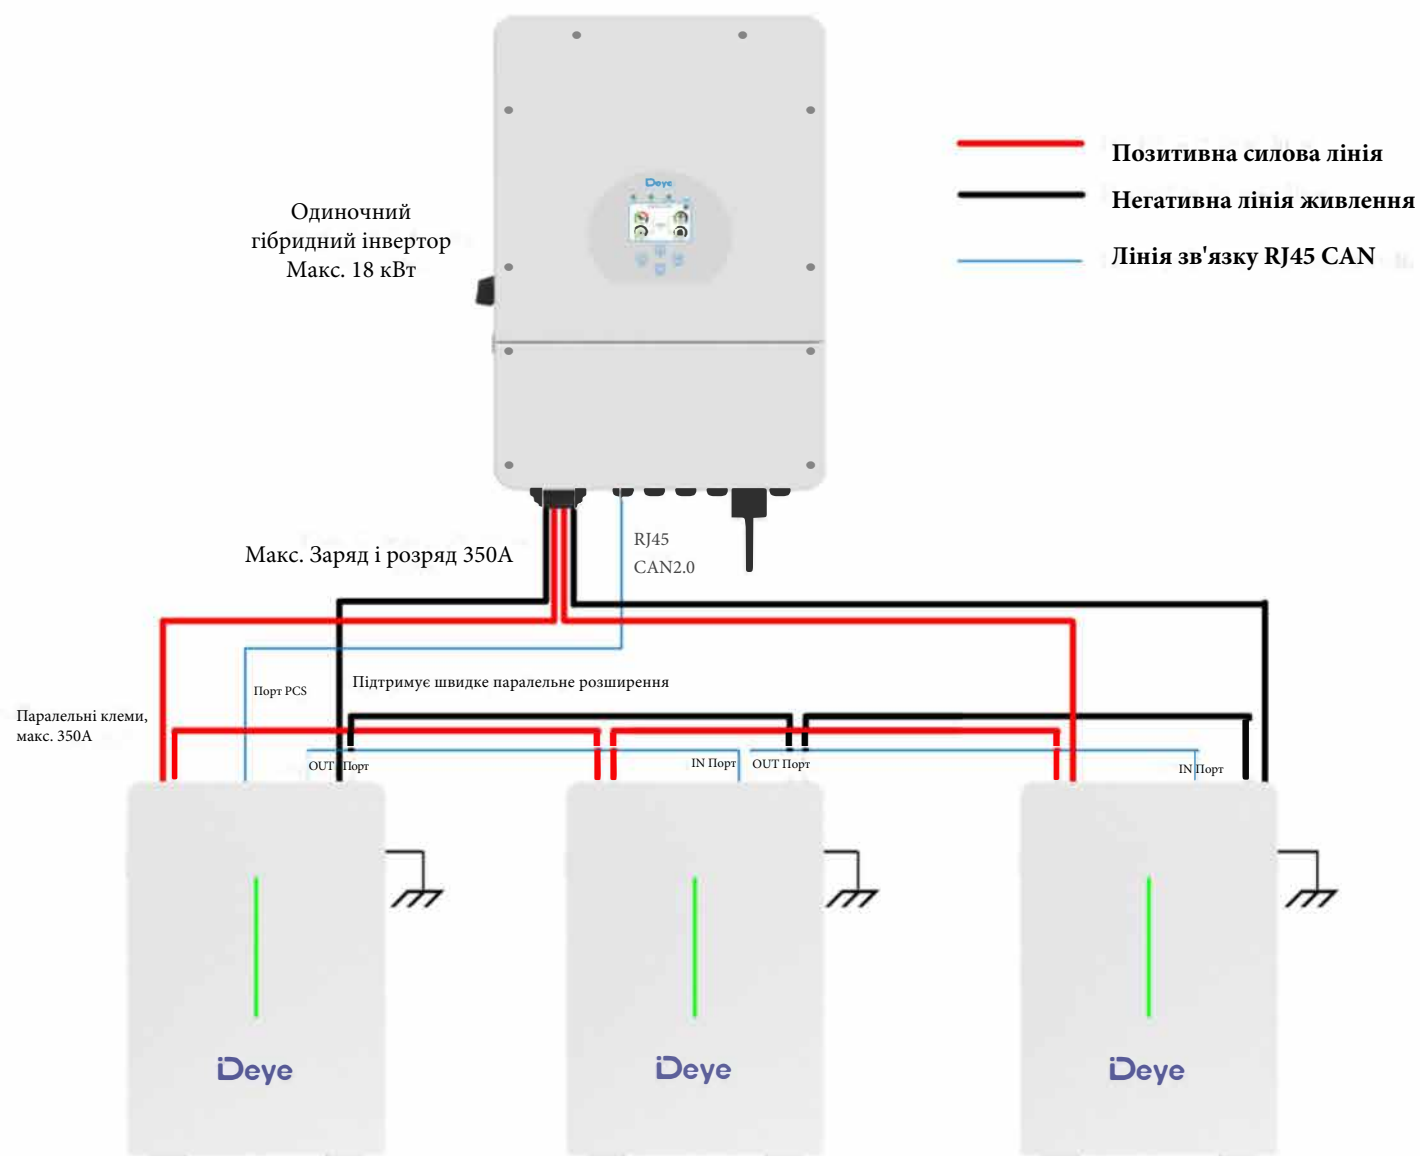 Deye
Одиночний
гібридний інвертор
Макс. 18 кВт
Позитивна силова лінія
Негативна лінія живлення
Лінія зв'язку RJ45 CAN
Макс. Заряд і розряд 350A
RJ45
CAN2.0
Порт PCS
Підтримує швидке паралельне розширення
Паралельні клеми,
макс. 350A
OUT Порт
IN Порт
OUT Порт
IN Порт
Deye
Deye
Deye